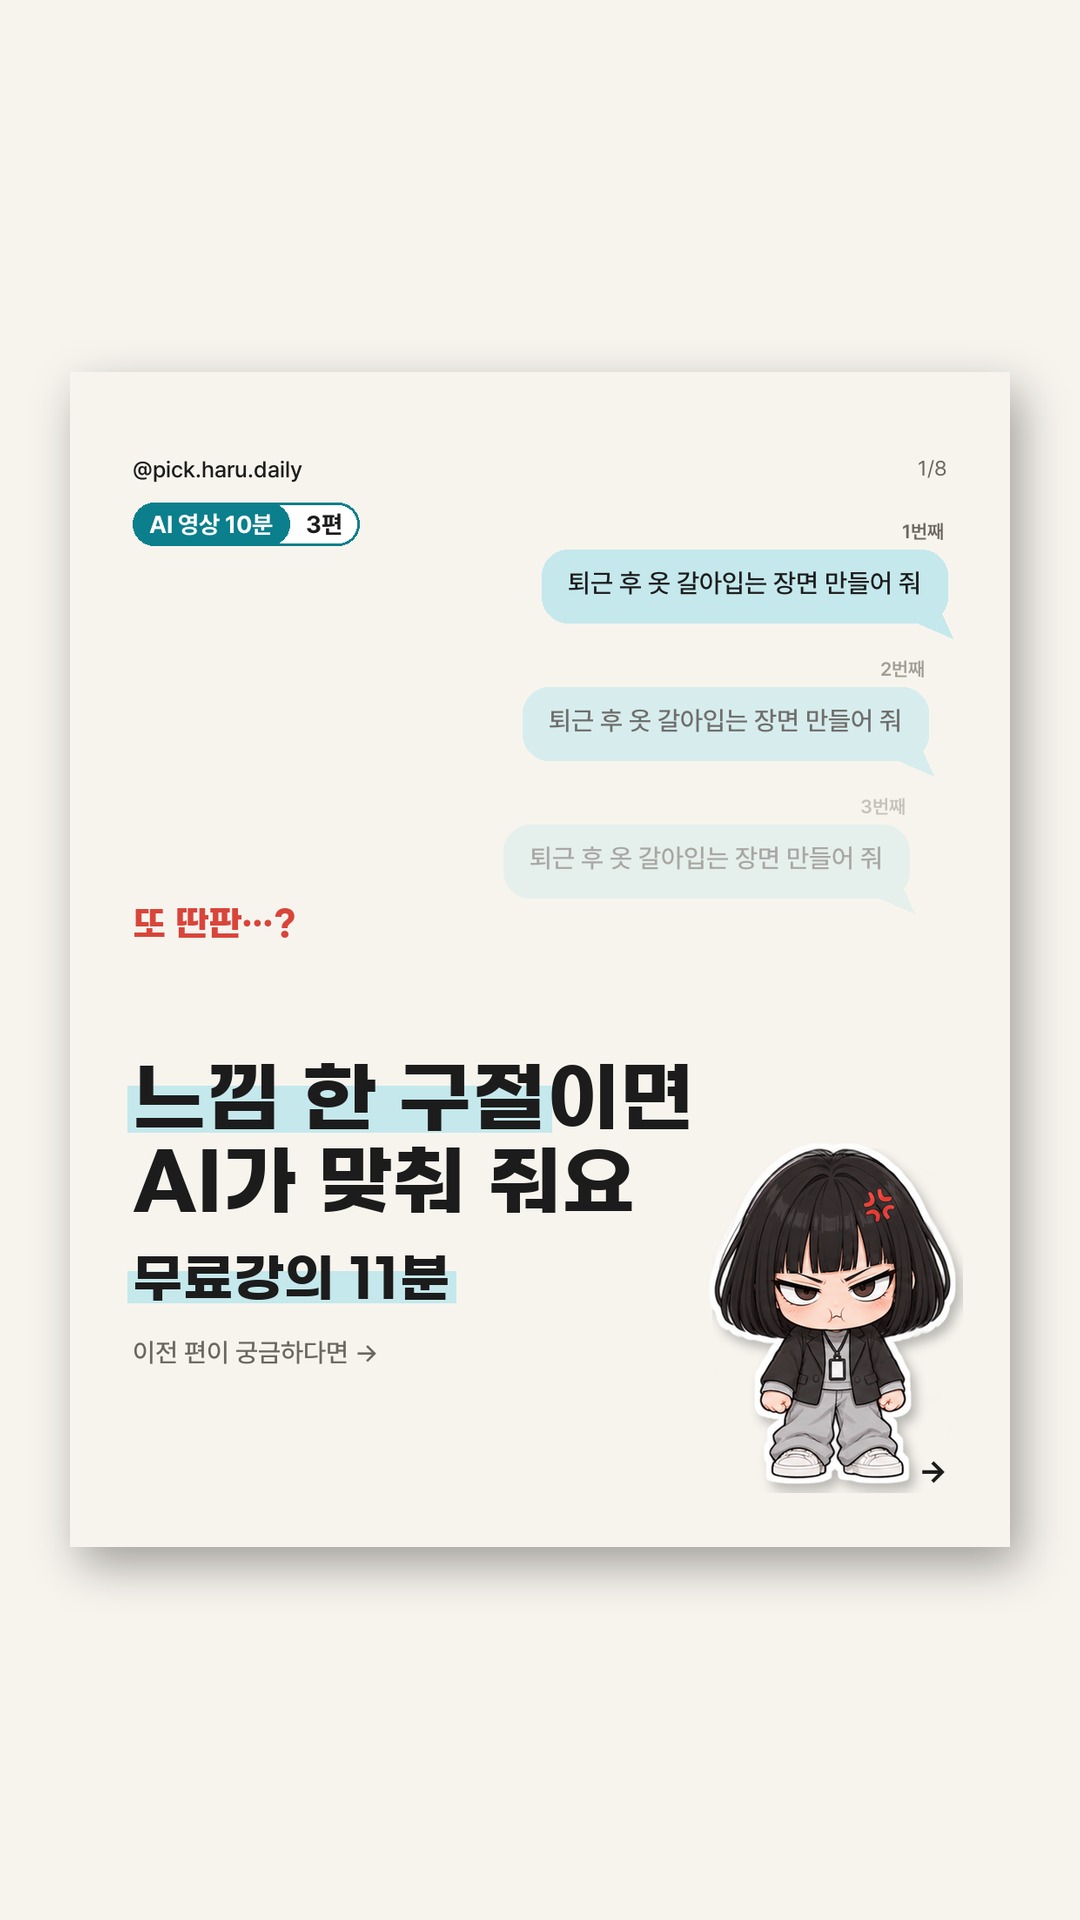 @pick.haru.daily
1/8
AI 영상 10분 3편
1번째
퇴근 후 옷 갈아입는 장면 만들어 줘
2번째
퇴근 후 옷 갈아입는 장면 만들어 줘
3번째
퇴근 후 옷 갈아입는 장면 만들어 줘
또 딴판…?
느낌 한 구절이면
AI가 맞춰 줘요
무료강의 11분
이전 편이 궁금하다면 →
→